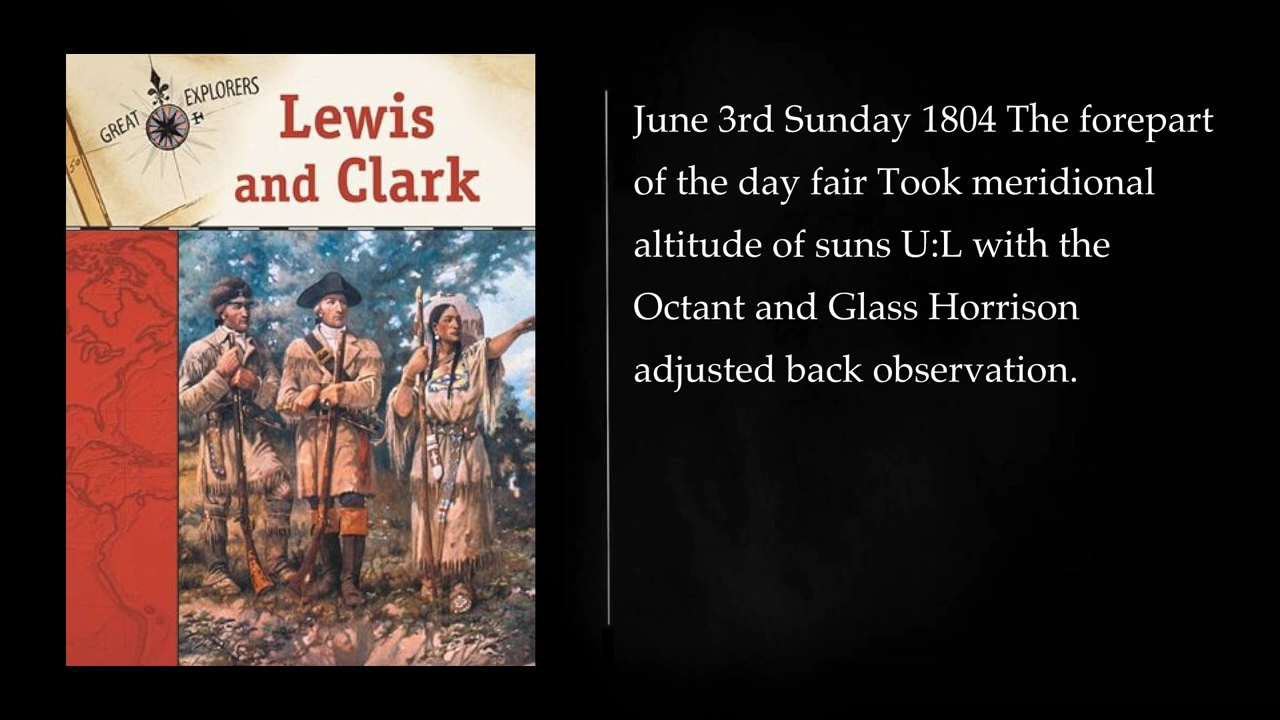 GREAT EXPLORERS
Lewis
and Clark
50
June 3rd Sunday 1804 The forepart
of the day fair Took meridional
altitude of suns U:L with the
Octant and Glass Horrison
adjusted back observation.